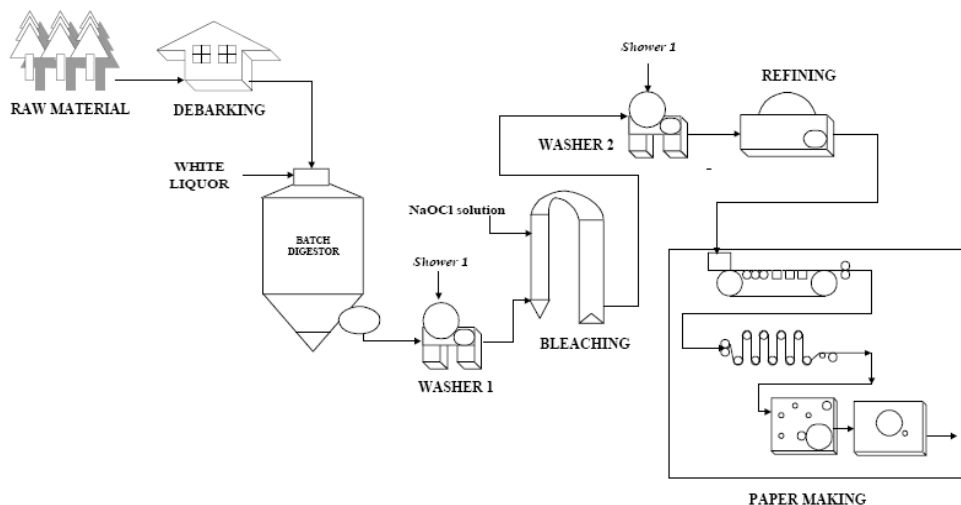 RAW MATERIAL
DEBARKING
WHITE
LIQUOR
BATCH
DIGESTOR
Shower 1
WASHER 1
NaOCl solution
BLEACHING
Shower 1
WASHER 2
REFINING
PAPER MAKING